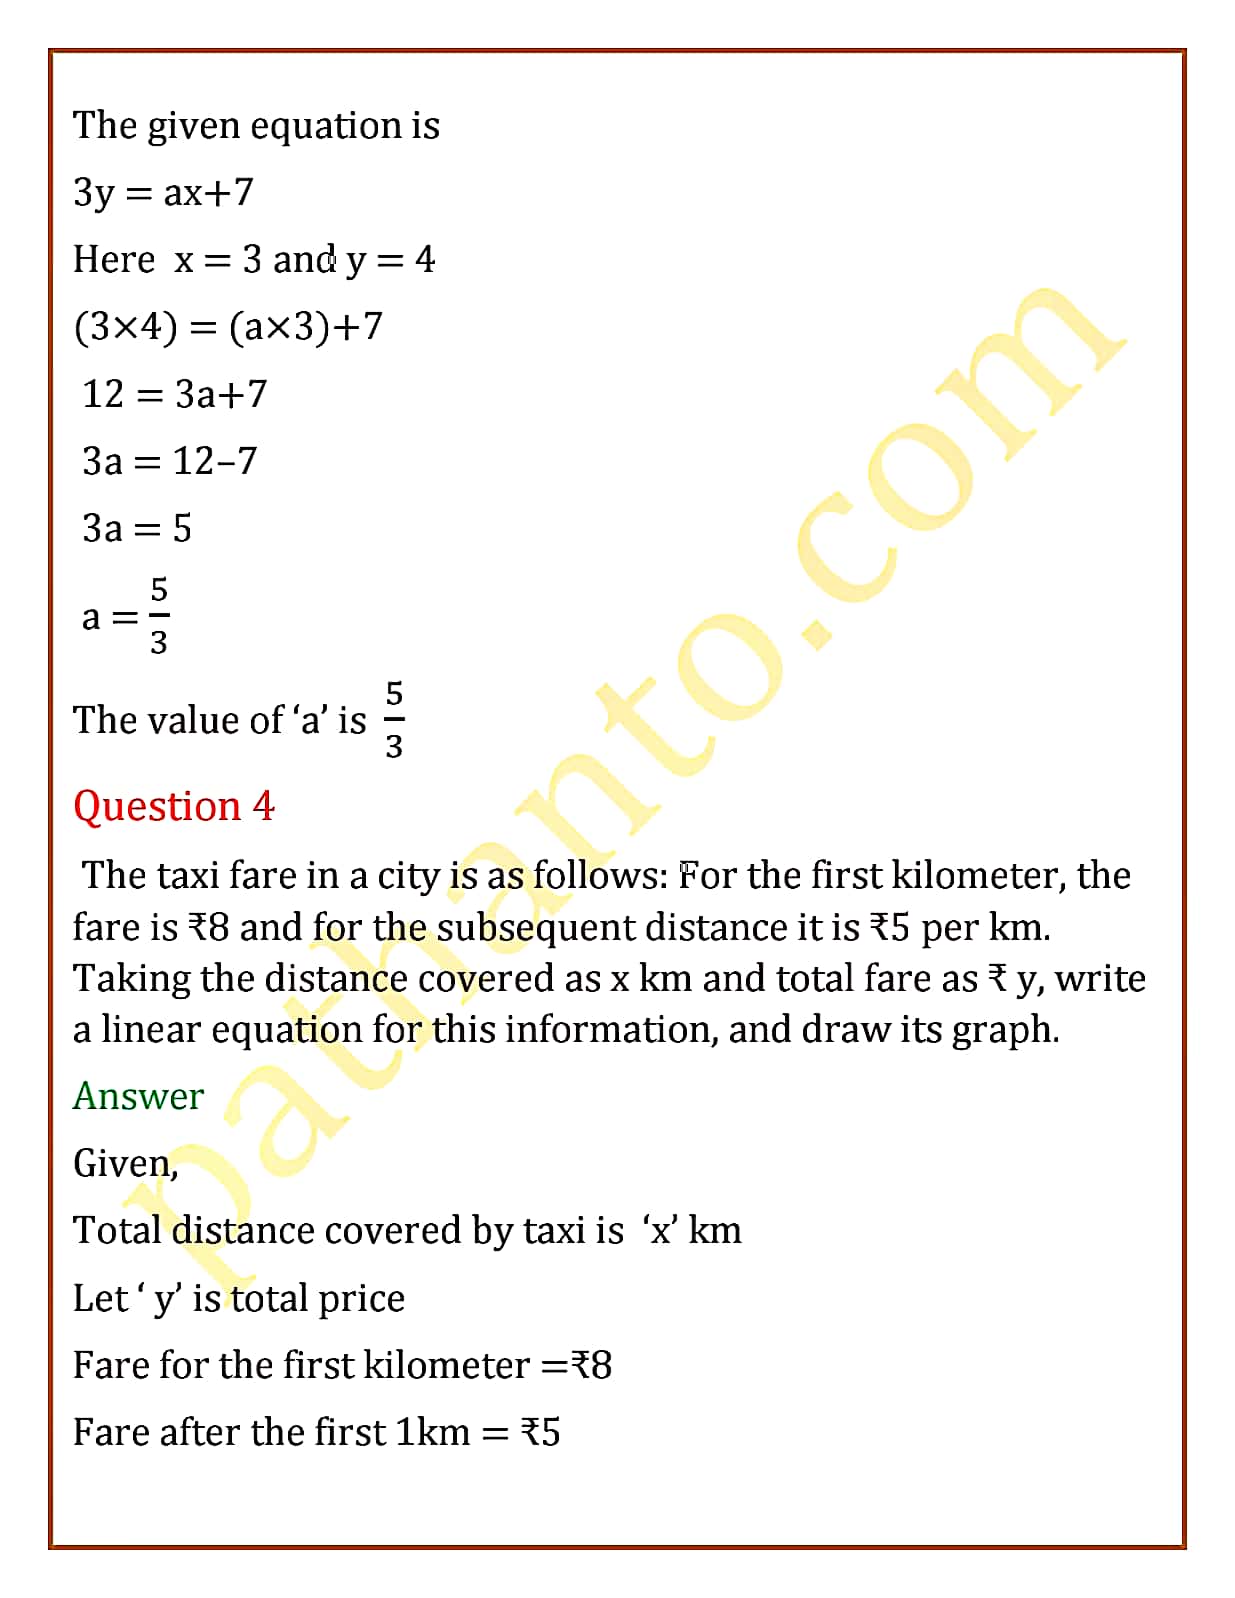 The given equation is
3y = ax+7
Here  x = 3 and y = 4
(3×4) = (a×3)+7
12 = 3a+7
3a = 12–7
3a = 5
a = 5/3
The value of ‘a’ is 5/3
Question 4
The taxi fare in a city is as follows: For the first kilometer, the
fare is ₹8 and for the subsequent distance it is ₹5 per km.
Taking the distance covered as x km and total fare as ₹ y, write
a linear equation for this information, and draw its graph.
Answer
Given,
Total distance covered by taxi is  ‘x’ km
Let ‘ y’ is total price
Fare for the first kilometer =₹8
Fare after the first 1km = ₹5
pathanto.com